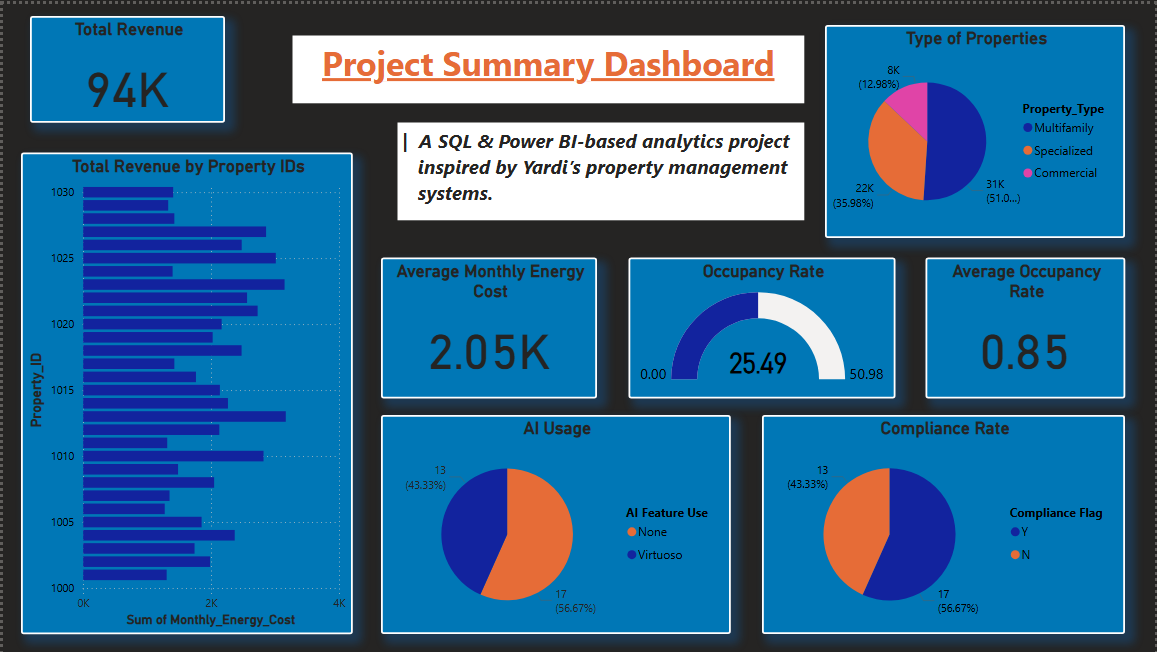 Total Revenue
94K
Project Summary Dashboard
| A SQL & Power BI-based analytics project
inspired by Yardi's property management
systems.
Type of Properties
8K
(12.98%)
22K
(35.98%)
31K
(51.0...)
Property_Type
Multifamily
Specialized
Commercial
Total Revenue by Property IDs
Property_ID
1030
1025
1020
1015
1010
1005
1000
0K
2K
4K
Sum of Monthly_Energy_Cost
Average Monthly Energy
Cost
2.05K
Occupancy Rate
0.00
25.49
50.98
Average Occupancy
Rate
0.85
AI Usage
13
(43.33%)
17
(56.67%)
AI Feature Use
None
Virtuoso
Compliance Rate
13
(43.33%)
17
(56.67%)
Compliance Flag
Y
N